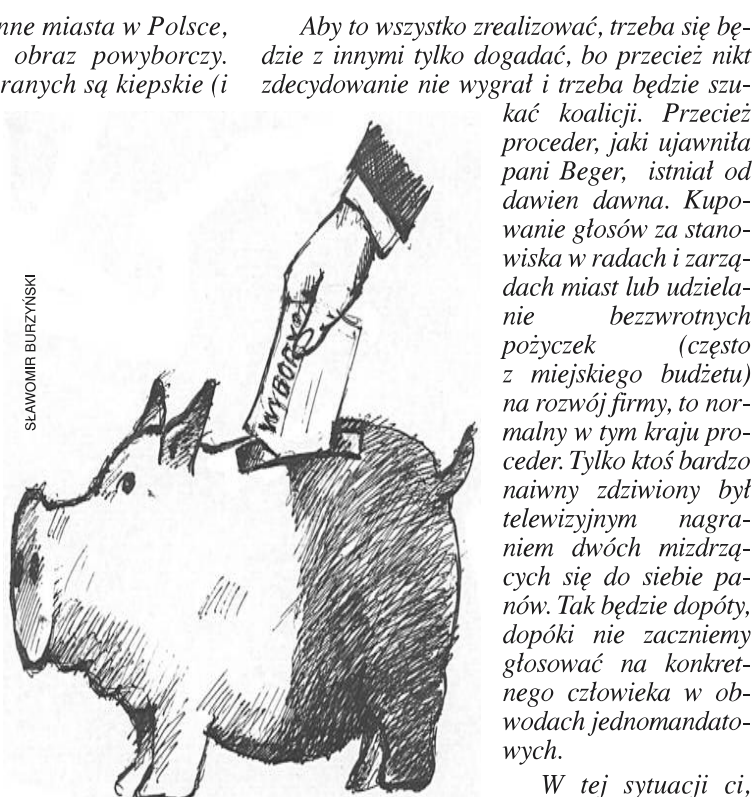 nne miasta w Polsce,
obraz powyborczy.
ranych są kiepskie (i
SŁAWOMIR BURZYŃSKI
WYBORY
Aby to wszystko zrealizować, trzeba się bę-
dzie z innymi tylko dogadać, bo przecież nikt
zdecydowanie nie wygrał i trzeba będzie szu-
kać koalicji. Przecież
proceder, jaki ujawniła
pani Beger, istniał od
dawien dawna. Kupo-
wanie głosów za stano-
wiska w radach i zarzą-
dach miast lub udziela-
nie bezzwrotnych
pożyczek (często
z miejskiego budżetu)
na rozwój firmy, to nor-
malny w tym kraju pro-
ceder. Tylko ktoś bardzo
naiwny zdziwiony był
telewizyjnym nagra-
niem dwóch mizdrzą-
cych się do siebie pa-
nów. Tak będzie dopóty,
dopóki nie zaczniemy
głosować na konkret-
nego człowieka w ob-
wodach jednomandato-
wych.
W tej sytuacji ci,